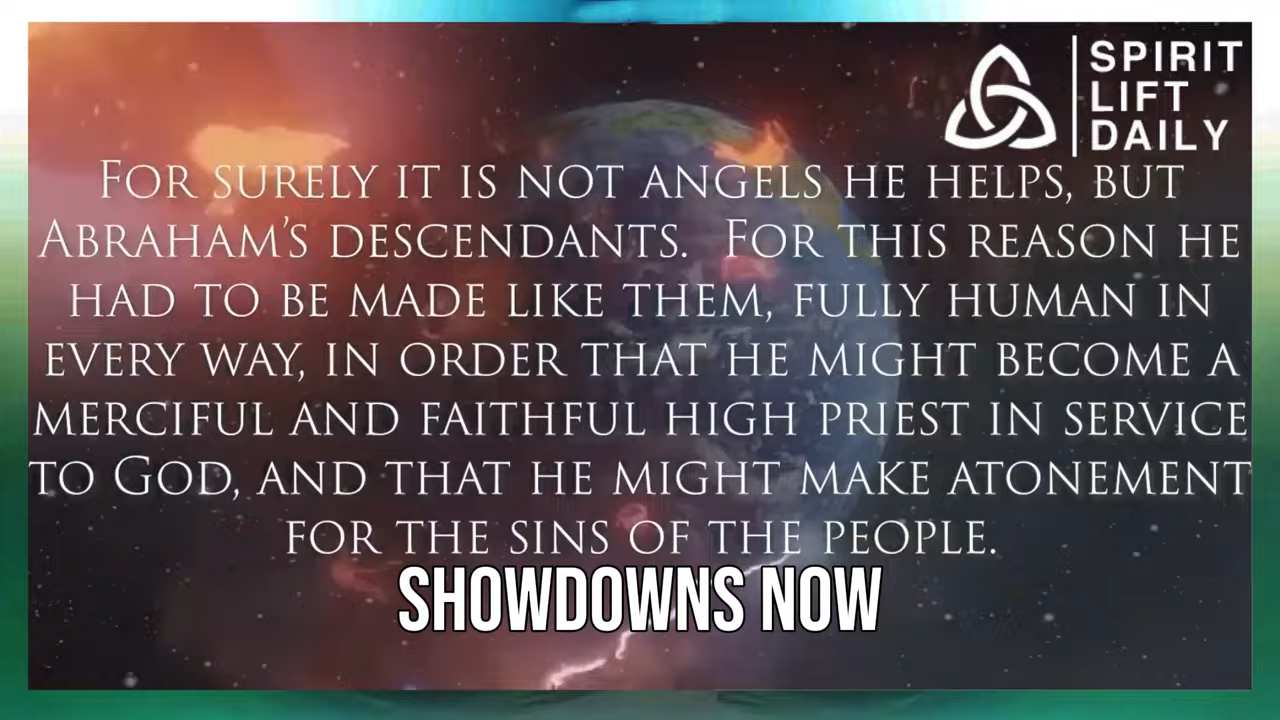 SPIRIT
LIFT
DAILY
FOR SURELY IT IS NOT ANGELS HE HELPS, BUT
ABRAHAM'S DESCENDANTS. FOR THIS REASON HE
HAD TO BE MADE LIKE THEM, FULLY HUMAN IN
EVERY WAY, IN ORDER THAT HE MIGHT BECOME A
MERCIFUL AND FAITHFUL HIGH PRIEST IN SERVICE
TO GOD, AND THAT HE MIGHT MAKE ATONEMENT
FOR THE SINS OF THE PEOPLE.
SHOWDOWNS NOW